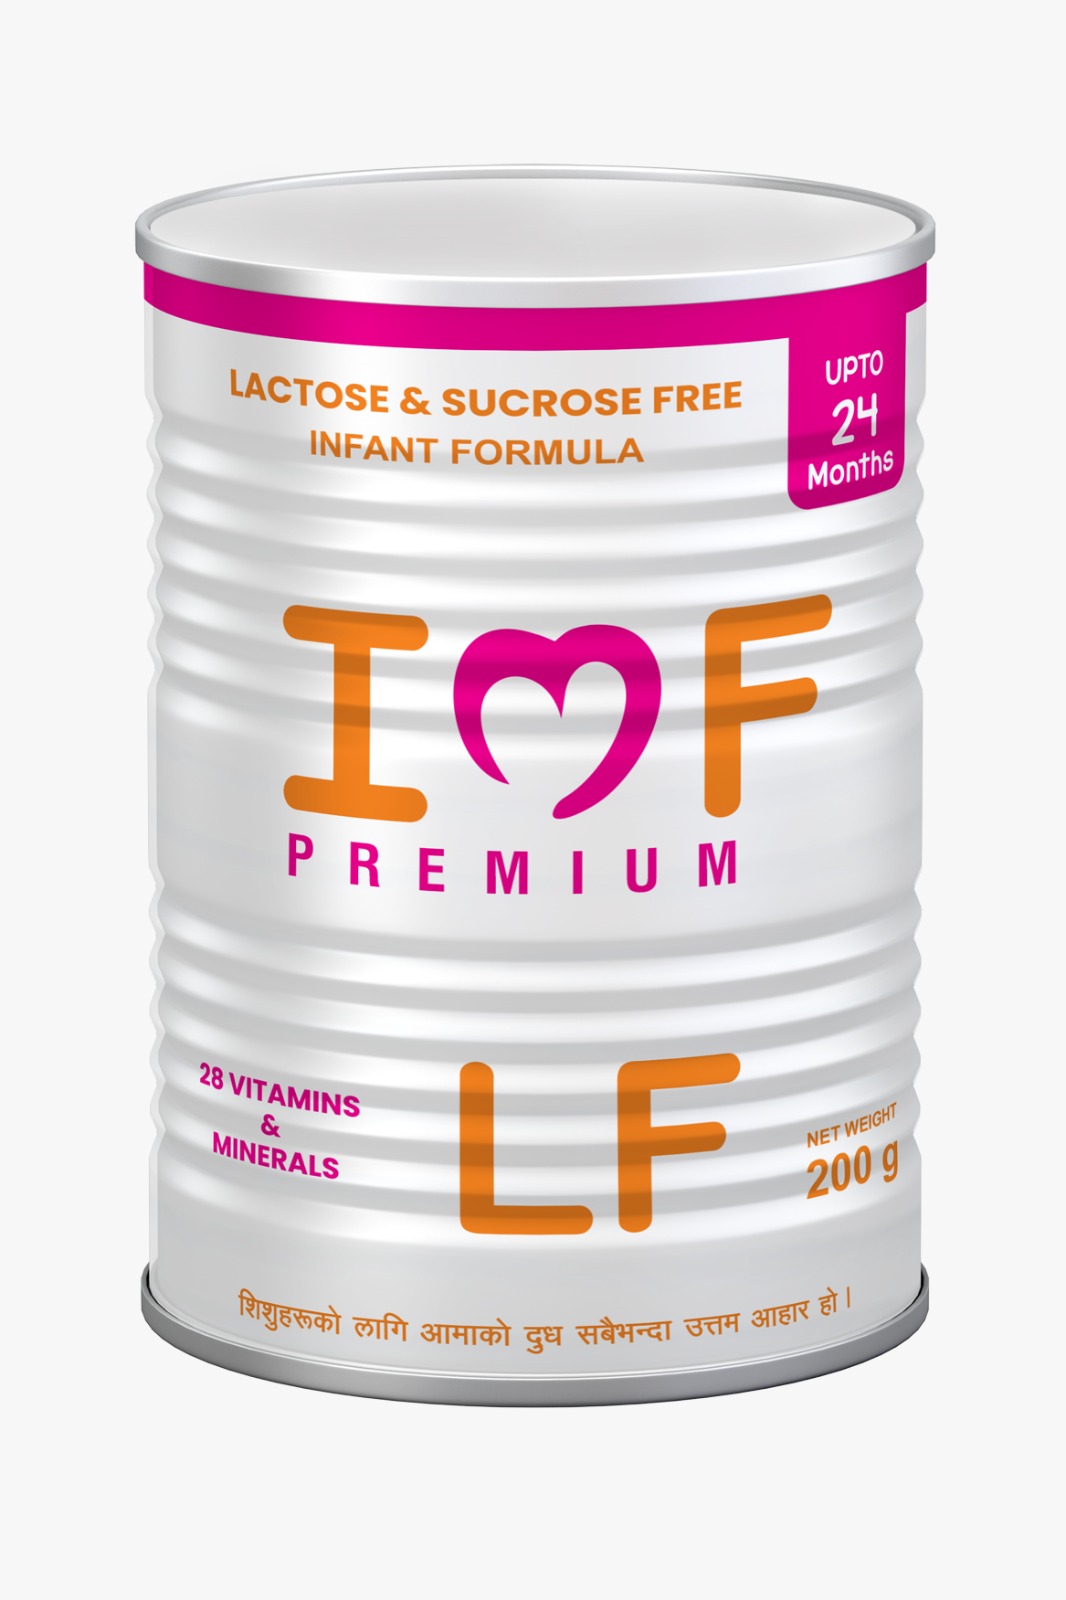 LACTOSE & SUCROSE FREE
INFANT FORMULA
UPTO
24
Months
IMF
PREMIUM
28 VITAMINS
&
MINERALS
LF
NET WEIGHT
200 g
शिशुहरूको लागि आमाको दुध सबैभन्दा उत्तम आहार हो।